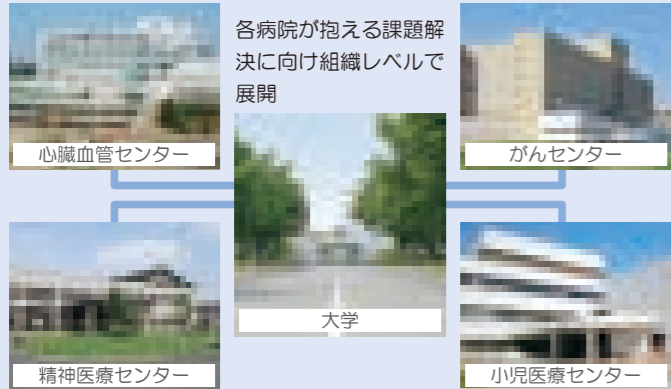 各病院が抱える課題解
決に向け組織レベルで
展開
心臓血管センター
がんセンター
大学
精神医療センター
小児医療センター